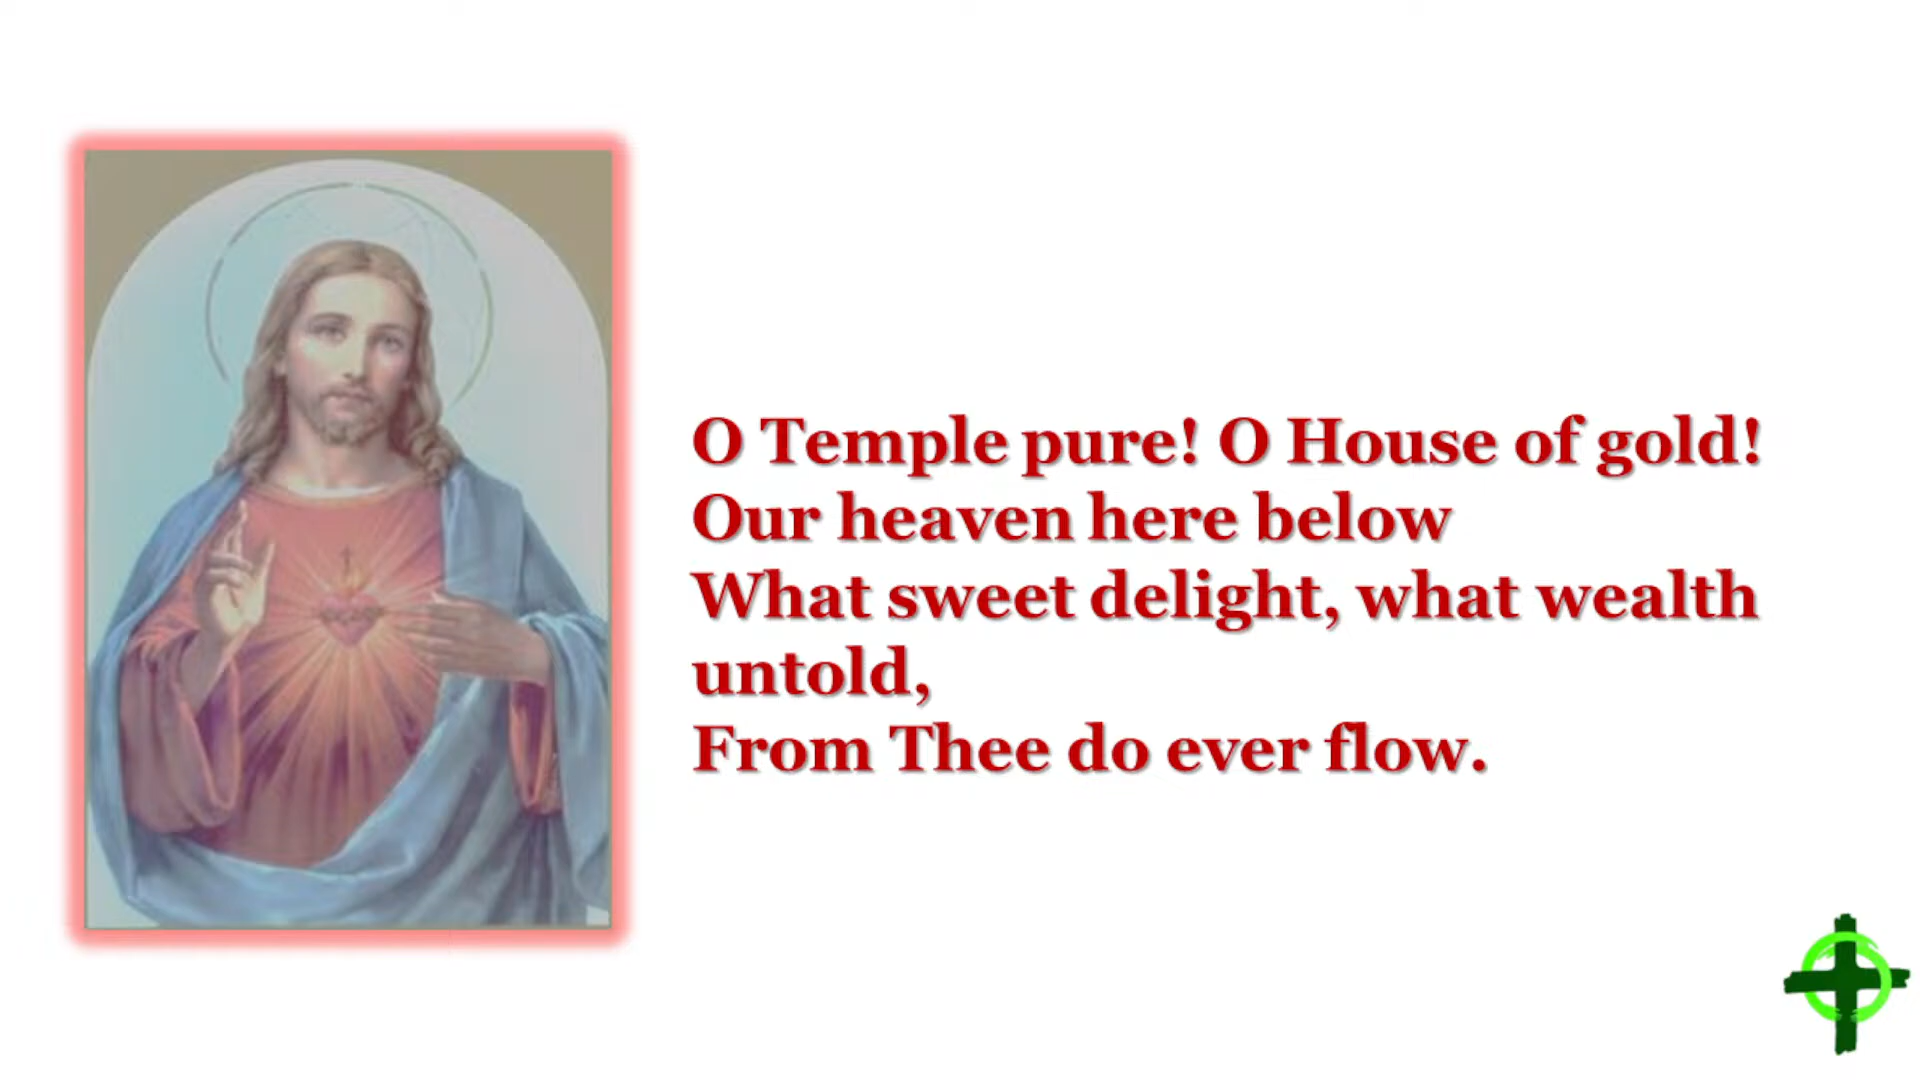 O Temple pure! O House of gold!
Our heaven here below
What sweet delight, what wealth
untold,
From Thee do ever flow.